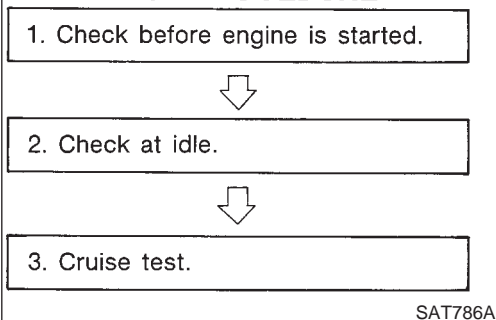 1. Check before engine is started.
2. Check at idle.
3. Cruise test.
SAT786A